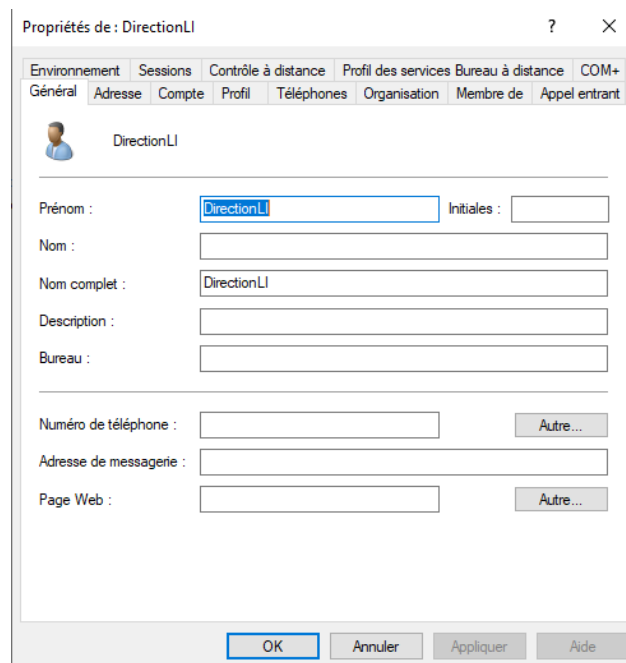 Propriétés de : DirectionLI ? ×
Environnement Sessions Contrôle à distance Profil des services Bureau à distance COM+
Général Adresse Compte Profil Téléphones Organisation Membre de Appel entrant
DirectionLI
Prénom : DirectionLI Initiales :
Nom :
Nom complet : DirectionLI
Description :
Bureau :
Numéro de téléphone : Autre...
Adresse de messagerie :
Page Web : Autre...
OK Annuler Appliquer Aide